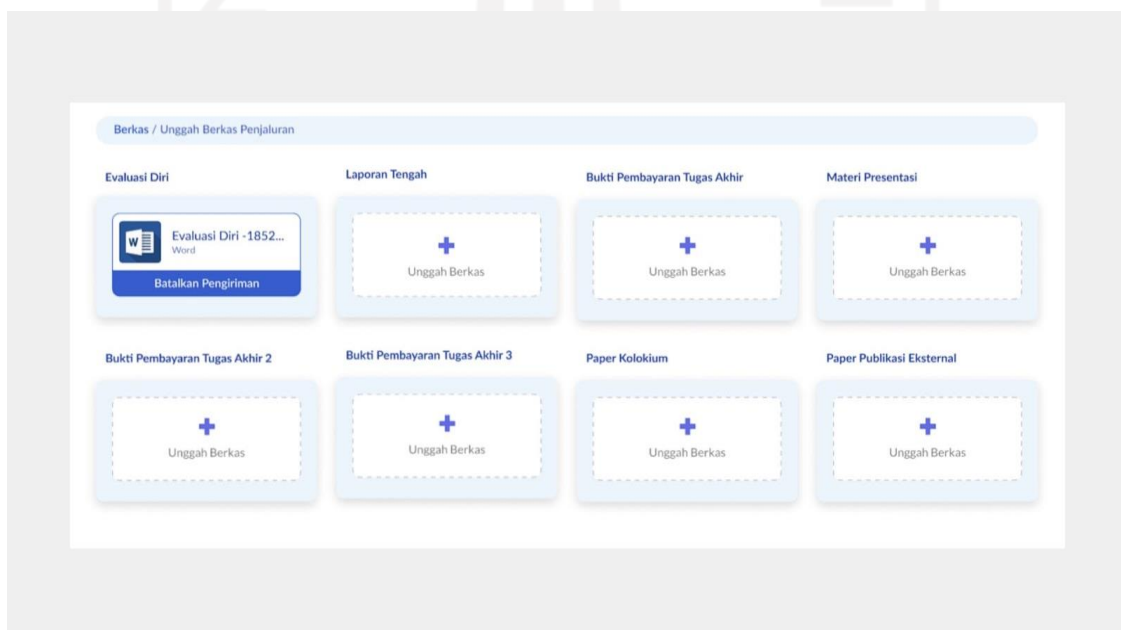 Berkas / Unggah Berkas Penjaluran
Evaluasi Diri
Laporan Tengah
Bukti Pembayaran Tugas Akhir
Materi Presentasi
W
Evaluasi Diri -1852...
Word
Batalkan Pengiriman
Unggah Berkas
Unggah Berkas
Unggah Berkas
Bukti Pembayaran Tugas Akhir 2
Bukti Pembayaran Tugas Akhir 3
Paper Kolokium
Paper Publikasi Eksternal
Unggah Berkas
Unggah Berkas
Unggah Berkas
Unggah Berkas